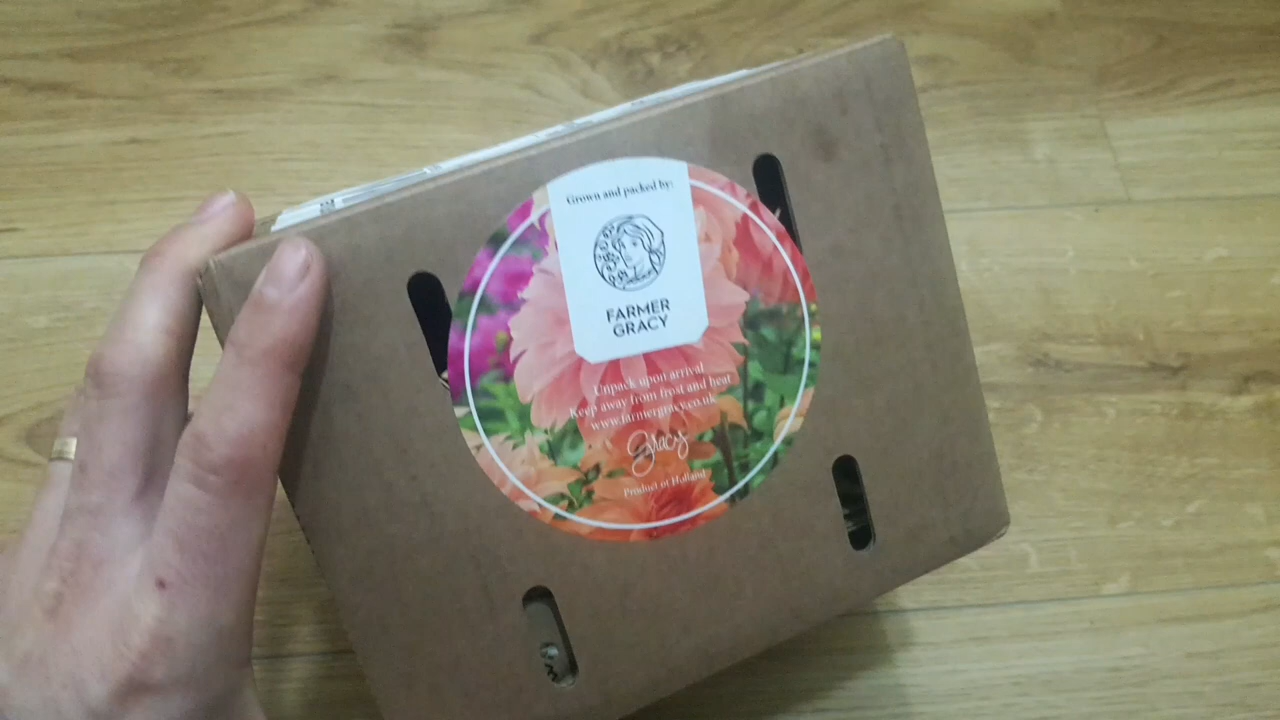 Grown and packed by:
FARMER
GRACY
Unpack upon arrival
Keep away from frost and heat
www.farmergracy.co.uk
Gracy
Product of Holland